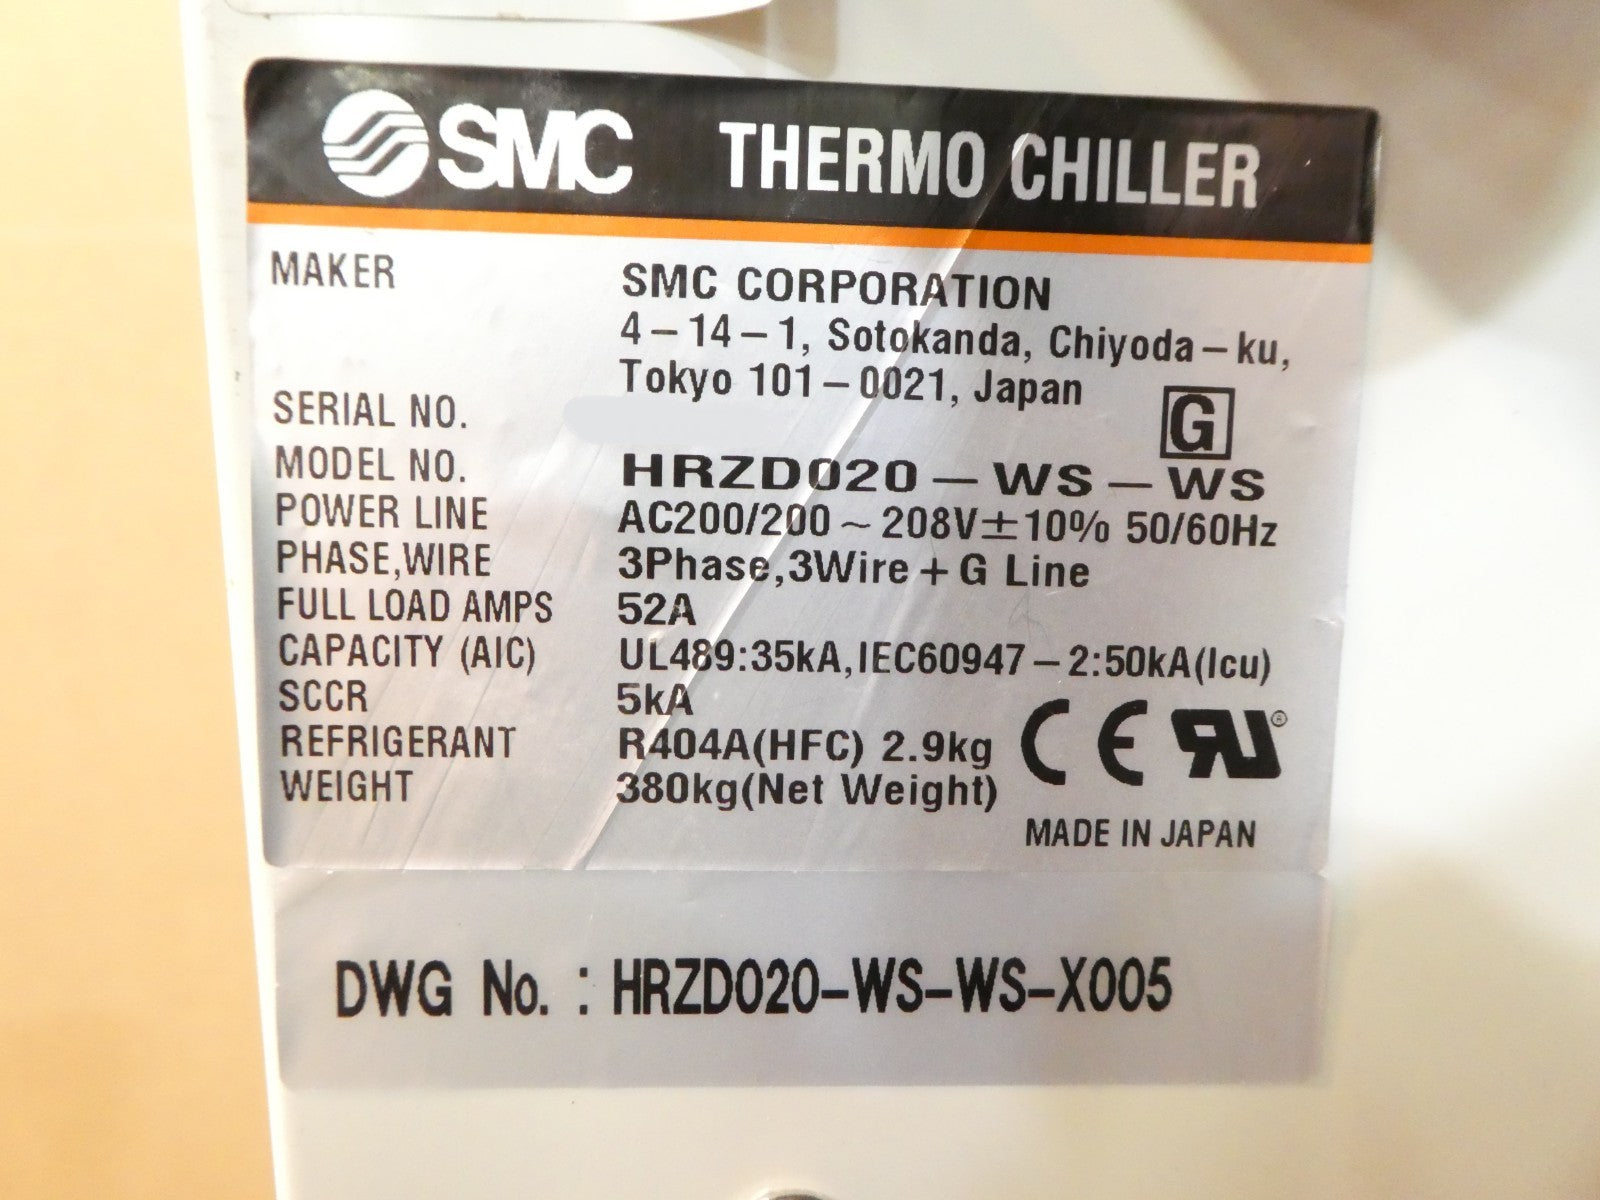 SMC THERMO CHILLER
MAKER SMC CORPORATION
4-14-1, Sotokanda, Chiyoda-ku,
Tokyo 101-0021, Japan
SERIAL NO.
G
MODEL NO. HRZD020-WS-WS
POWER LINE AC200/200~208V±10% 50/60Hz
PHASE,WIRE 3Phase,3Wire+G Line
FULL LOAD AMPS 52A
CAPACITY (AIC) UL489:35kA,IEC60947-2:50kA(Icu)
SCCR 5kA
REFRIGERANT R404A(HFC) 2.9kg
WEIGHT 380kg(Net Weight)
CE RU ®
MADE IN JAPAN
DWG No. : HRZD020-WS-WS-X005